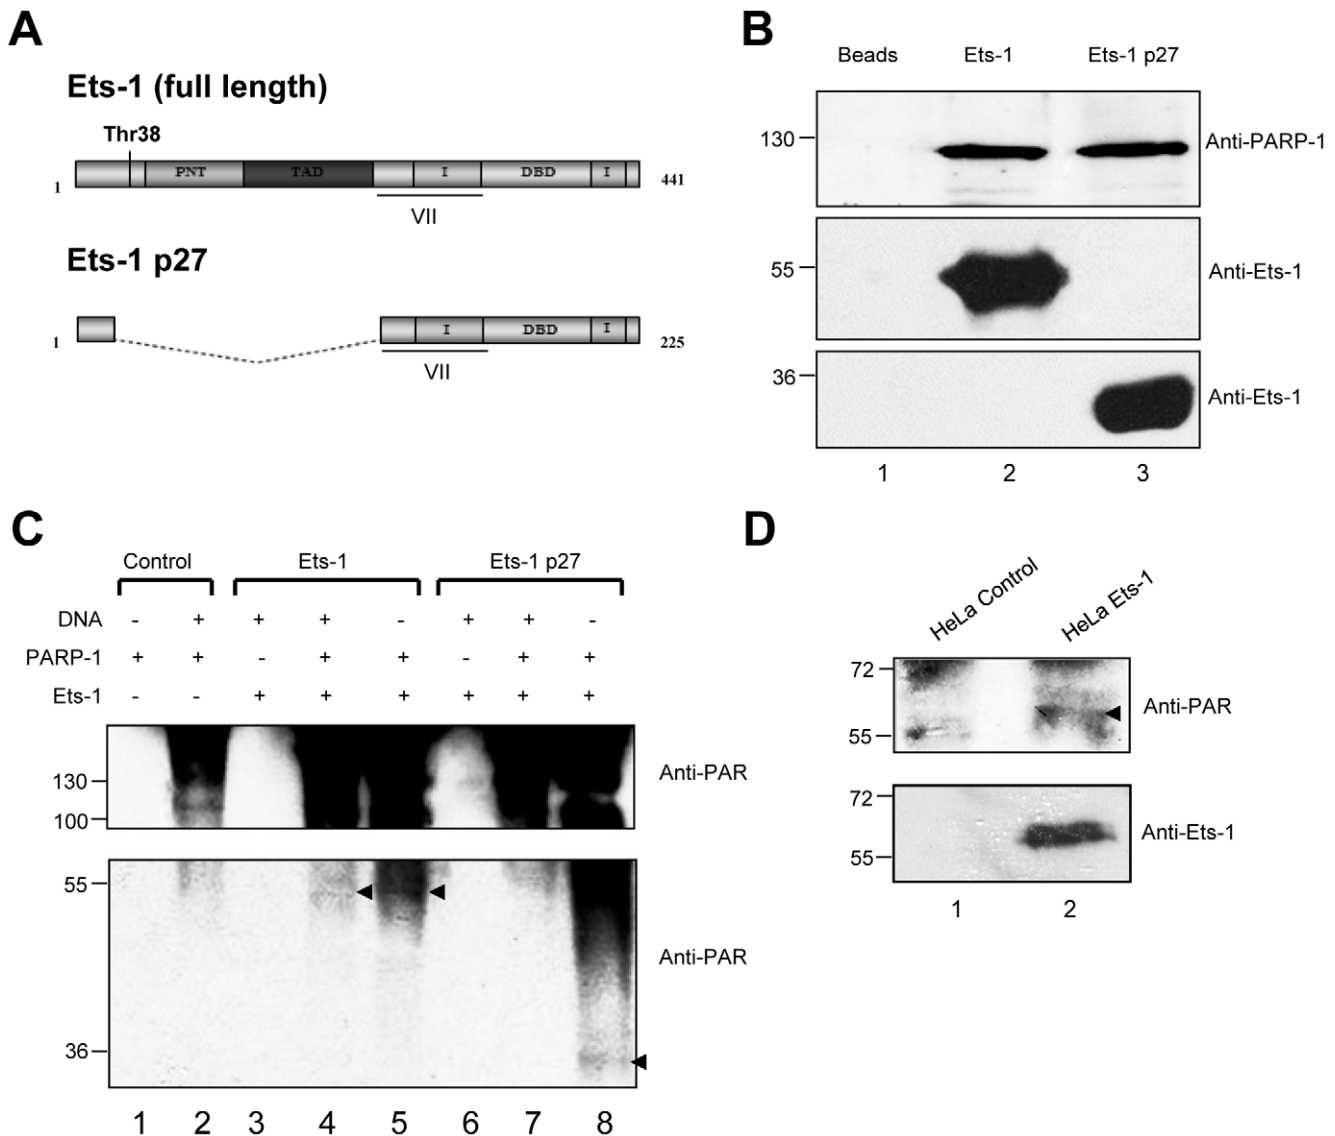 A
Ets-1 (full length)
Thr38
PNT TAD I DBD I
1 441
VII
Ets-1 p27
I DBD I
1 225
VII
B
Beads Ets-1 Ets-1 p27
130 Anti-PARP-1
55 Anti-Ets-1
36 Anti-Ets-1
1 2 3
C
Control Ets-1 Ets-1 p27
DNA - + + + - + + -
PARP-1 + + - + + - + +
Ets-1 - - + + + + + +
130 Anti-PAR
100
55
Anti-PAR
36
1 2 3 4 5 6 7 8
D
HeLa Control HeLa Ets-1
72
Anti-PAR
55
72
Anti-Ets-1
55
1 2